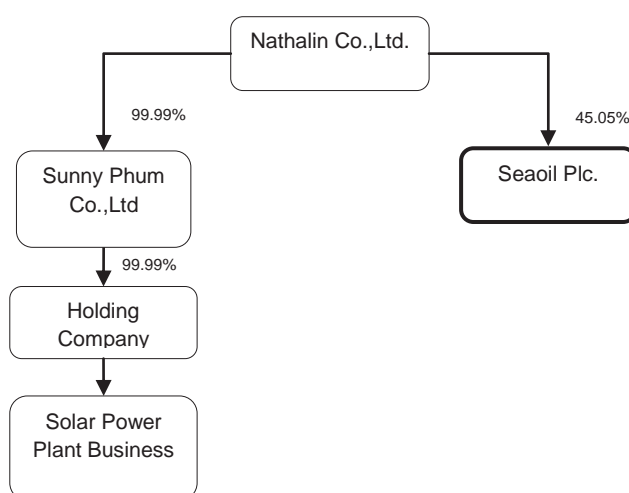 Nathalin Co.,Ltd.
99.99%
45.05%
Sunny Phum
Co.,Ltd
Seaoil Plc.
99.99%
Holding
Company
Solar Power
Plant Business